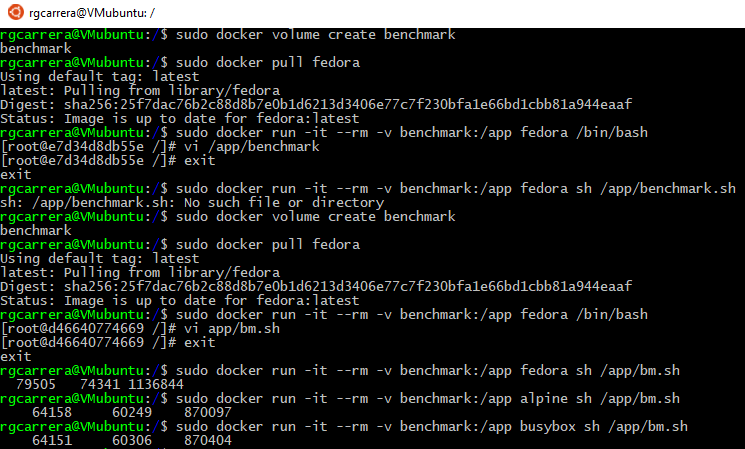 rgcarrera@VMubuntu: /
rgcarrera@VMubuntu:/$ sudo docker volume create benchmark
benchmark
rgcarrera@VMubuntu:/$ sudo docker pull fedora
Using default tag: latest
latest: Pulling from library/fedora
Digest: sha256:25f7dac76b2c88d8b7e0b1d6213d3406e77c7f230bfa1e66bd1cbb81a944eaaf
Status: Image is up to date for fedora:latest
rgcarrera@VMubuntu:/$ sudo docker run -it --rm -v benchmark:/app fedora /bin/bash
[root@e7d34d8db55e /]# vi /app/benchmark
[root@e7d34d8db55e /]# exit
exit
rgcarrera@VMubuntu:/$ sudo docker run -it --rm -v benchmark:/app fedora sh /app/benchmark.sh
sh: /app/benchmark.sh: No such file or directory
rgcarrera@VMubuntu:/$ sudo docker volume create benchmark
benchmark
rgcarrera@VMubuntu:/$ sudo docker pull fedora
Using default tag: latest
latest: Pulling from library/fedora
Digest: sha256:25f7dac76b2c88d8b7e0b1d6213d3406e77c7f230bfa1e66bd1cbb81a944eaaf
Status: Image is up to date for fedora:latest
rgcarrera@VMubuntu:/$ sudo docker run -it --rm -v benchmark:/app fedora /bin/bash
[root@d46640774669 /]# vi app/bm.sh
[root@d46640774669 /]# exit
exit
rgcarrera@VMubuntu:/$ sudo docker run -it --rm -v benchmark:/app fedora sh /app/bm.sh
79505 74341 1136844
rgcarrera@VMubuntu:/$ sudo docker run -it --rm -v benchmark:/app alpine sh /app/bm.sh
64158 60249 870097
rgcarrera@VMubuntu:/$ sudo docker run -it --rm -v benchmark:/app busybox sh /app/bm.sh
64151 60306 870404